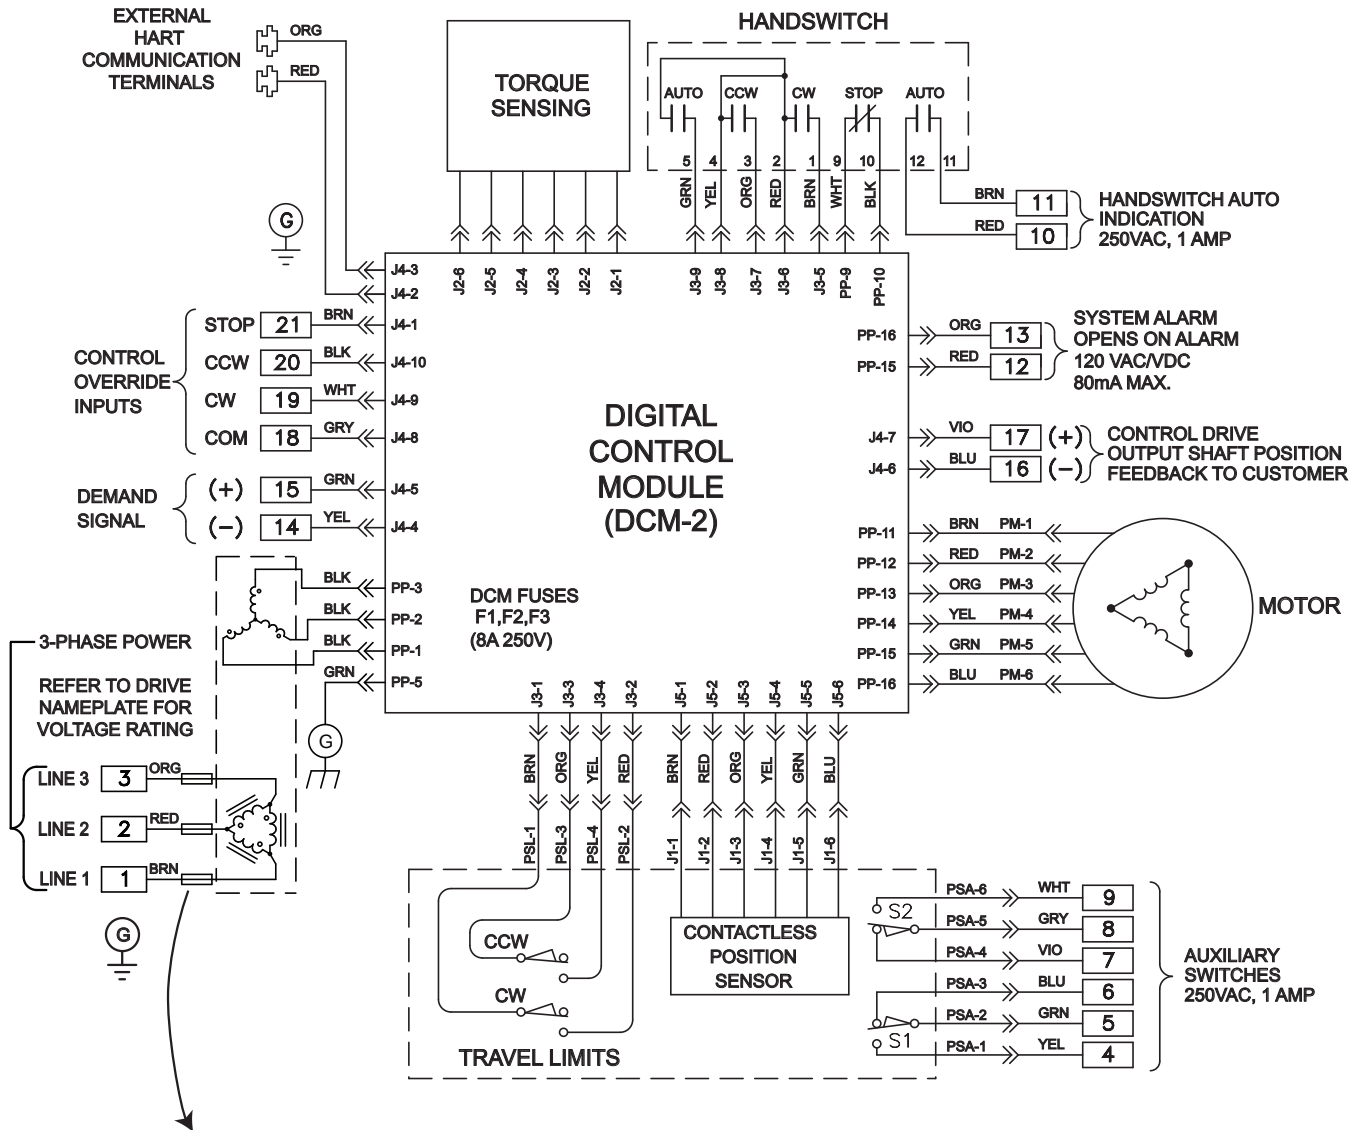 EXTERNAL
HART
COMMUNICATION
TERMINALS
ORG
RED
TORQUE
SENSING
HANDSWITCH
AUTO
CCW
CW
STOP
AUTO
5
4
3
2
1
9
10
12
11
GRN
YEL
ORG
RED
BRN
WHT
BLK
BRN
11
RED
10
HANDSWITCH AUTO
INDICATION
250VAC, 1 AMP
G
J4-3
J4-2
J2-6
J2-5
J2-4
J2-3
J2-2
J2-1
J3-9
J3-8
J3-7
J3-6
J3-5
PP-9
PP-10
CONTROL
OVERRIDE
INPUTS
STOP
21
BRN
J4-1
CCW
20
BLK
J4-10
CW
19
WHT
J4-9
COM
18
GRY
J4-8
DEMAND
SIGNAL
(+)
15
GRN
J4-5
(−)
14
YEL
J4-4
PP-16
ORG
13
PP-15
RED
12
SYSTEM ALARM
OPENS ON ALARM
120 VAC/VDC
80mA MAX.
DIGITAL
CONTROL
MODULE
(DCM-2)
J4-7
VIO
17
(+)
J4-6
BLU
16
(−)
CONTROL DRIVE
OUTPUT SHAFT POSITION
FEEDBACK TO CUSTOMER
PP-11
BRN
PM-1
PP-12
RED
PM-2
PP-13
ORG
PM-3
PP-14
YEL
PM-4
PP-15
GRN
PM-5
PP-16
BLU
PM-6
MOTOR
BLK
PP-3
BLK
PP-2
BLK
PP-1
GRN
PP-5
G
DCM FUSES
F1,F2,F3
(8A 250V)
3-PHASE POWER
REFER TO DRIVE
NAMEPLATE FOR
VOLTAGE RATING
LINE 3
3
ORG
LINE 2
2
RED
LINE 1
1
BRN
G
J3-1
J3-3
J3-4
J3-2
J5-1
J5-2
J5-3
J5-4
J5-5
J5-6
BRN
ORG
YEL
RED
BRN
RED
ORG
YEL
GRN
BLU
PSL-1
PSL-3
PSL-4
PSL-2
J1-1
J1-2
J1-3
J1-4
J1-5
J1-6
CCW
CW
TRAVEL LIMITS
CONTACTLESS
POSITION
SENSOR
S2
S1
PSA-6
WHT
9
PSA-5
GRY
8
PSA-4
VIO
7
PSA-3
BLU
6
PSA-2
GRN
5
PSA-1
YEL
4
AUXILIARY
SWITCHES
250VAC, 1 AMP